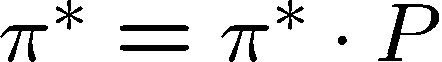 π* = π* · P